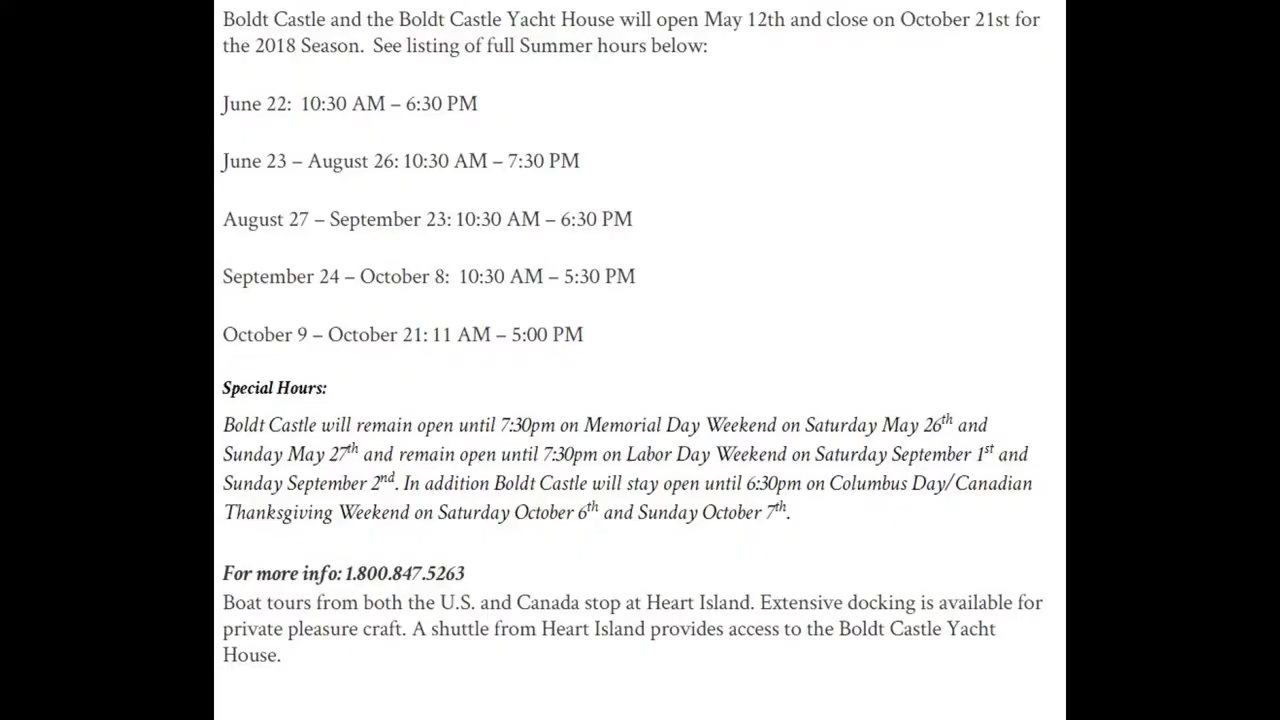 Boldt Castle and the Boldt Castle Yacht House will open May 12th and close on October 21st for
the 2018 Season. See listing of full Summer hours below:
June 22: 10:30 AM – 6:30 PM
June 23 – August 26: 10:30 AM – 7:30 PM
August 27 – September 23: 10:30 AM – 6:30 PM
September 24 – October 8: 10:30 AM – 5:30 PM
October 9 – October 21: 11 AM – 5:00 PM
Special Hours:
Boldt Castle will remain open until 7:30pm on Memorial Day Weekend on Saturday May 26th and
Sunday May 27th and remain open until 7:30pm on Labor Day Weekend on Saturday September 1st and
Sunday September 2nd. In addition Boldt Castle will stay open until 6:30pm on Columbus Day/Canadian
Thanksgiving Weekend on Saturday October 6th and Sunday October 7th.
For more info: 1.800.847.5263
Boat tours from both the U.S. and Canada stop at Heart Island. Extensive docking is available for
private pleasure craft. A shuttle from Heart Island provides access to the Boldt Castle Yacht
House.